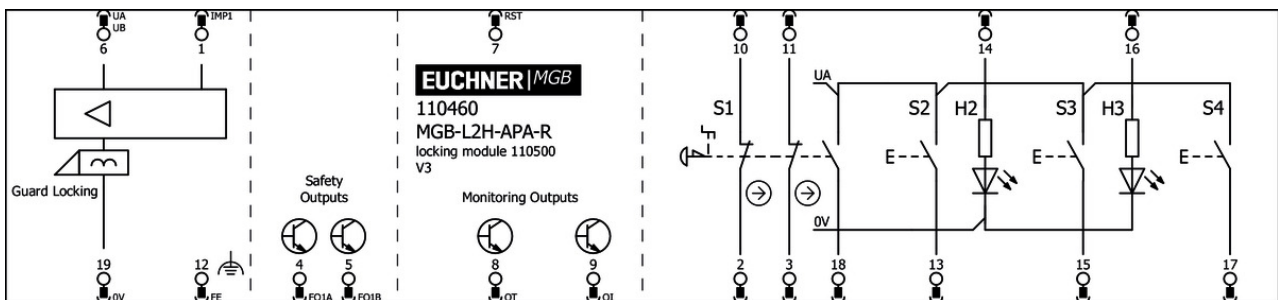 UA
UB
IMP1
RST
6
1
7
10
11
14
16
EUCHNER|MGB
110460
MGB-L2H-APA-R
locking module 110500
V3
UA
S1
S2
H2
S3
H3
S4
E
E
E
Guard Locking
Safety
Outputs
Monitoring Outputs
0V
19
12
4
5
8
9
2
3
18
13
15
17
0V
FE
FO1A
FO1B
OT
OI